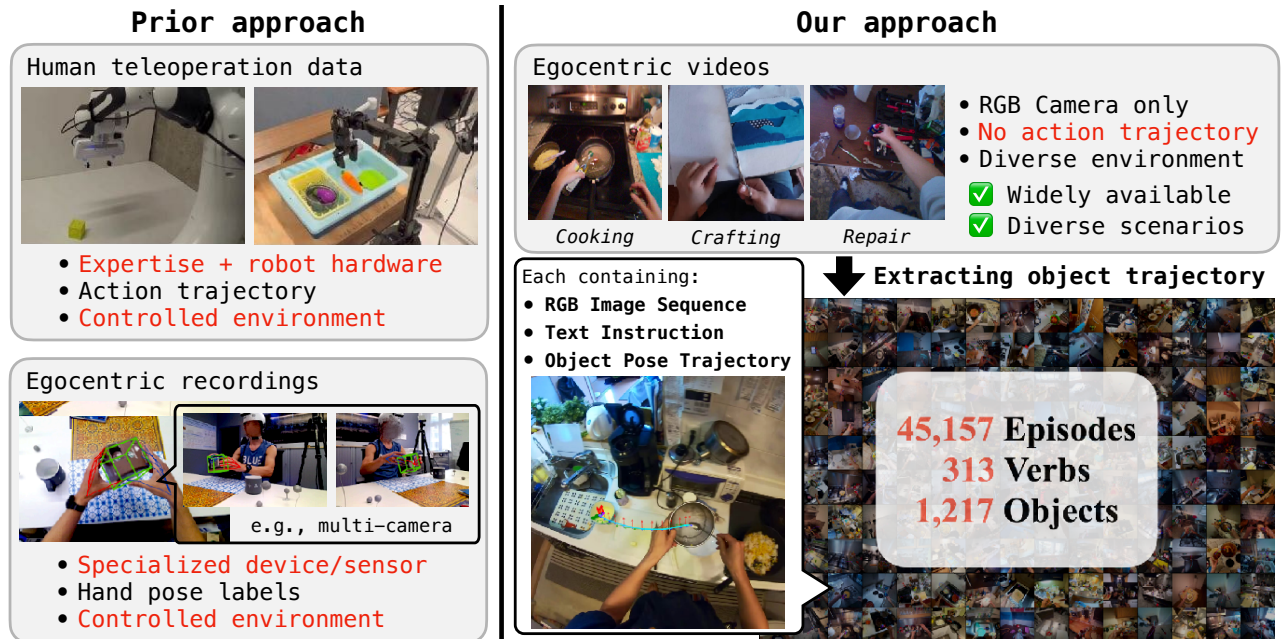 Prior approach
Human teleoperation data
• Expertise + robot hardware
• Action trajectory
• Controlled environment
Egocentric recordings
BLUE
e.g., multi-camera
• Specialized device/sensor
• Hand pose labels
• Controlled environment
Our approach
Egocentric videos
Cooking
Crafting
Repair
• RGB Camera only
• No action trajectory
• Diverse environment
✅ Widely available
✅ Diverse scenarios
Extracting object trajectory
Each containing:
• RGB Image Sequence
• Text Instruction
• Object Pose Trajectory
45,157 Episodes
313 Verbs
1,217 Objects